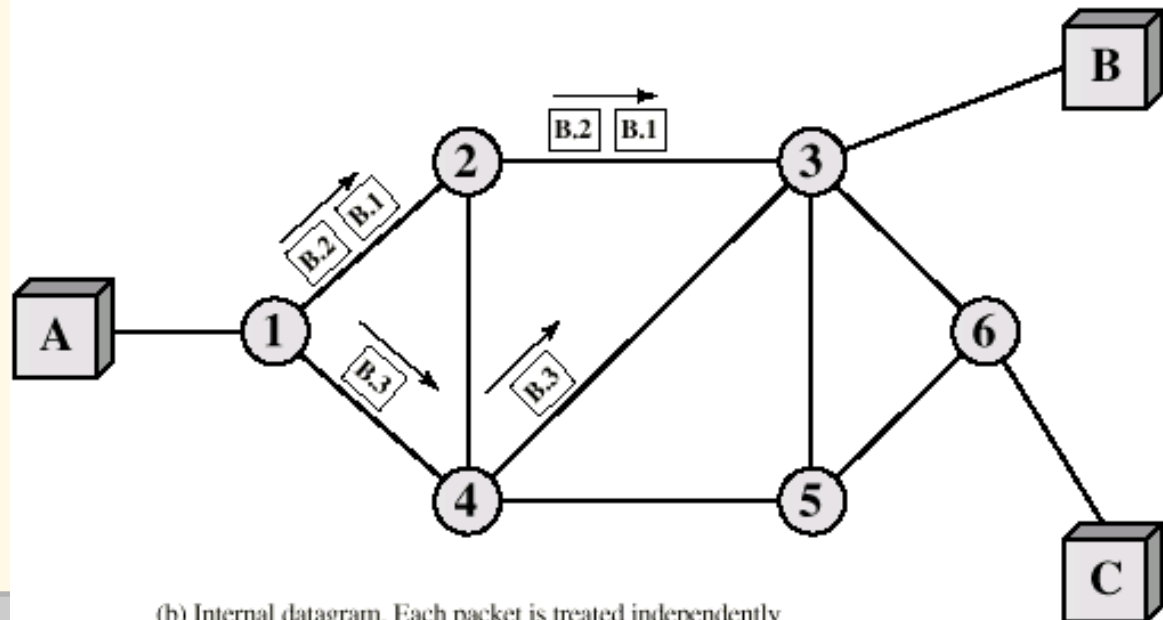 B
B.2 B.1
2
3
B.2 B.1
A
1
6
B.3
B.3
4
5
C
(b) Internal datagram. Each packet is treated independently